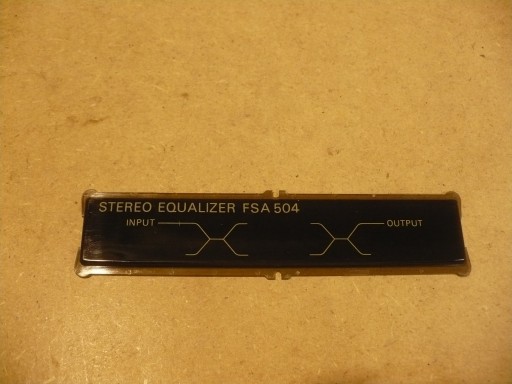 STEREO EQUALIZER FSA 504
INPUT OUTPUT